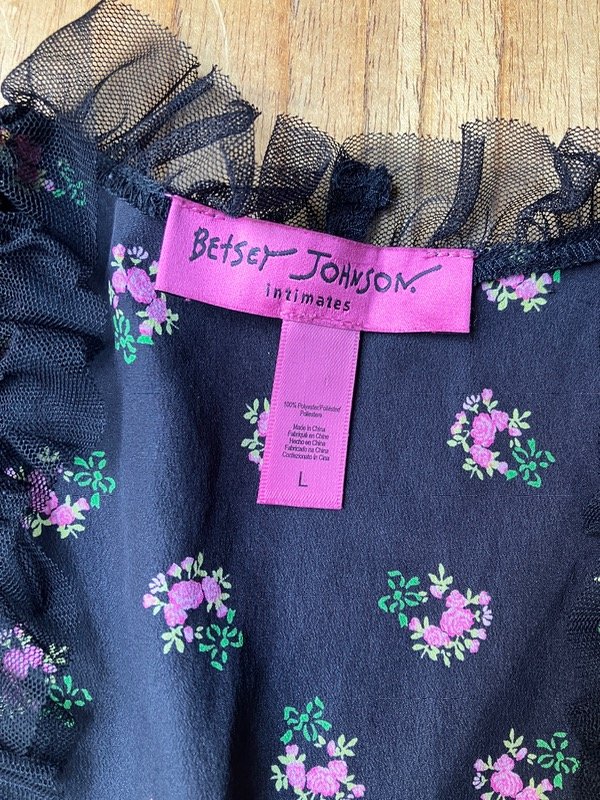 BETSEY JOHNSON.
intimates
100% Polyester/Poliéster/
Poliestere
Made in China
Fabriqué en Chine
Hecho en China
Fabricado na China
Confezionato in Cina
L